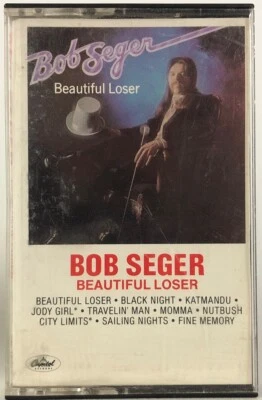 Bob Seger
Beautiful Loser
BOB SEGER
BEAUTIFUL LOSER
BEAUTIFUL LOSER • BLACK NIGHT • KATMANDU •
JODY GIRL* • TRAVELIN' MAN • MOMMA • NUTBUSH
CITY LIMITS* • SAILING NIGHTS • FINE MEMORY
Capitol